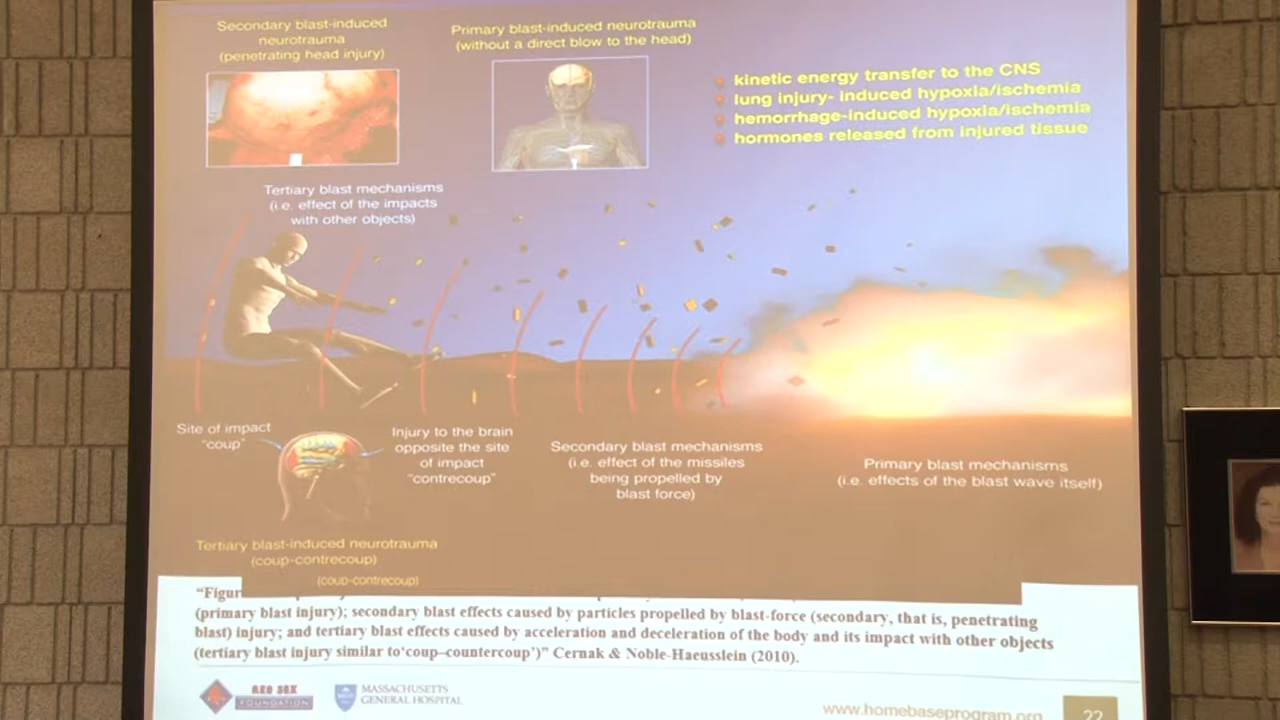 Secondary blast-induced
neurotrauma
(penetrating head injury)
Primary blast-induced neurotrauma
(without a direct blow to the head)
kinetic energy transfer to the CNS
lung injury- induced hypoxia/ischemia
hemorrhage-induced hypoxia/ischemia
hormones released from injured tissue
Tertiary blast mechanisms
(i.e. effect of the impacts
with other objects)
Site of impact
“coup”
Injury to the brain
opposite the site
of impact
“contrecoup”
Secondary blast mechanisms
(i.e. effect of the missiles
being propelled by
blast force)
Primary blast mechanisms
(i.e. effects of the blast wave itself)
Tertiary blast-induced neurotrauma
(coup-contrecoup)
(coup-contrecoup)
(primary blast injury); secondary blast effects caused by particles propelled by blast-force (secondary, that is, penetrating
blast) injury; and tertiary blast effects caused by acceleration and deceleration of the body and its impact with other objects
(tertiary blast injury similar to‘coup–countercoup’)” Cernak & Noble-Haeusslein (2010).
RED SOX
FOUNDATION
MASSACHUSETTS
GENERAL HOSPITAL
www.homebaseprogram.org
22